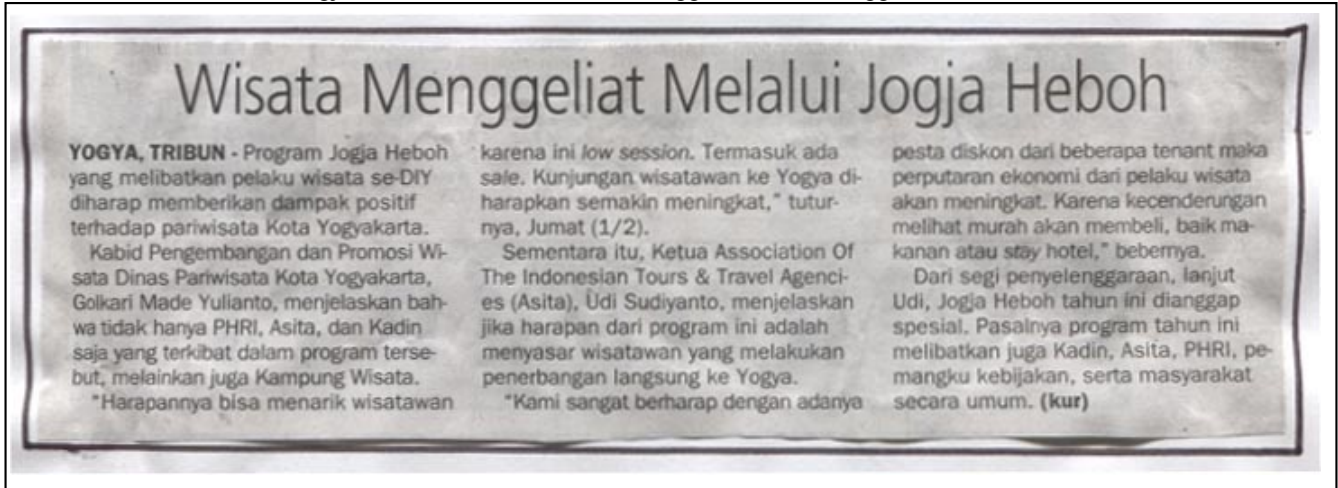 Wisata Menggeliat Melalui Jogja Heboh
YOGYA, TRIBUN - Program Jogja Heboh
yang melibatkan pelaku wisata se-DIY
diharap memberikan dampak positif
terhadap pariwisata Kota Yogyakarta.
Kabid Pengembangan dan Promosi Wi-
sata Dinas Pariwisata Kota Yogyakarta,
Golkari Made Yulianto, menjelaskan bah-
wa tidak hanya PHRI, Asita, dan Kadin
saja yang terkibat dalam program terse-
but, melainkan juga Kampung Wisata.
"Harapannya bisa menarik wisatawan
karena ini low session. Termasuk ada
sale. Kunjungan wisatawan ke Yogya di-
harapkan semakin meningkat," tutur-
nya, Jumat (1/2).
Sementara itu, Ketua Association Of
The Indonesian Tours & Travel Agenci-
es (Asita), Udi Sudiyanto, menjelaskan
jika harapan dari program ini adalah
menyasar wisatawan yang melakukan
penerbangan langsung ke Yogya.
"Kami sangat berharap dengan adanya
pesta diskon dari beberapa tenant maka
perputaran ekonomi dari pelaku wisata
akan meningkat. Karena kecenderungan
melihat murah akan membeli, baik ma-
kanan atau stay hotel," bebernya.
Dari segi penyelenggaraan, lanjut
Udi, Jogja Heboh tahun ini dianggap
spesial. Pasalnya program tahun ini
melibatkan juga Kadin, Asita, PHRI, pe-
mangku kebijakan, serta masyarakat
secara umum. (kur)